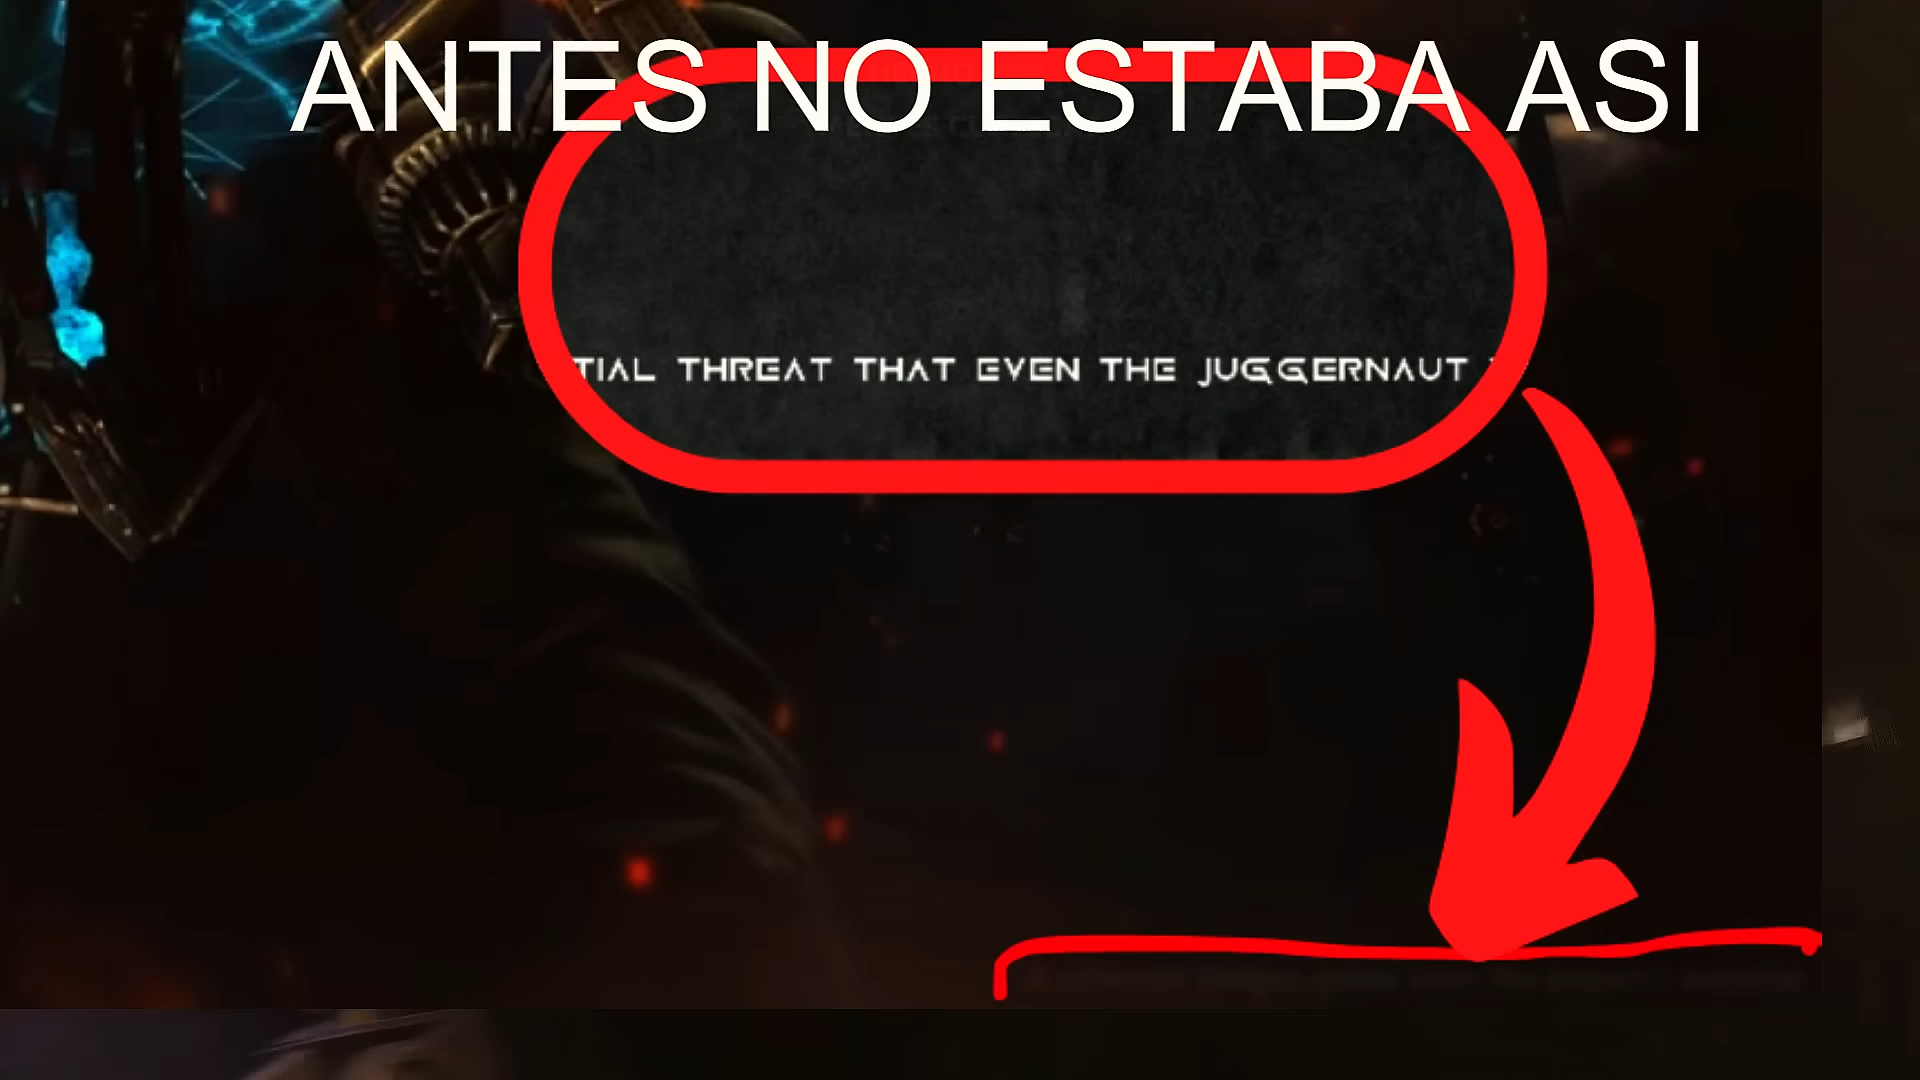 ANTES NO ESTABA ASI
TIAL THREAT THAT EVEN THE JUGGERNAUT